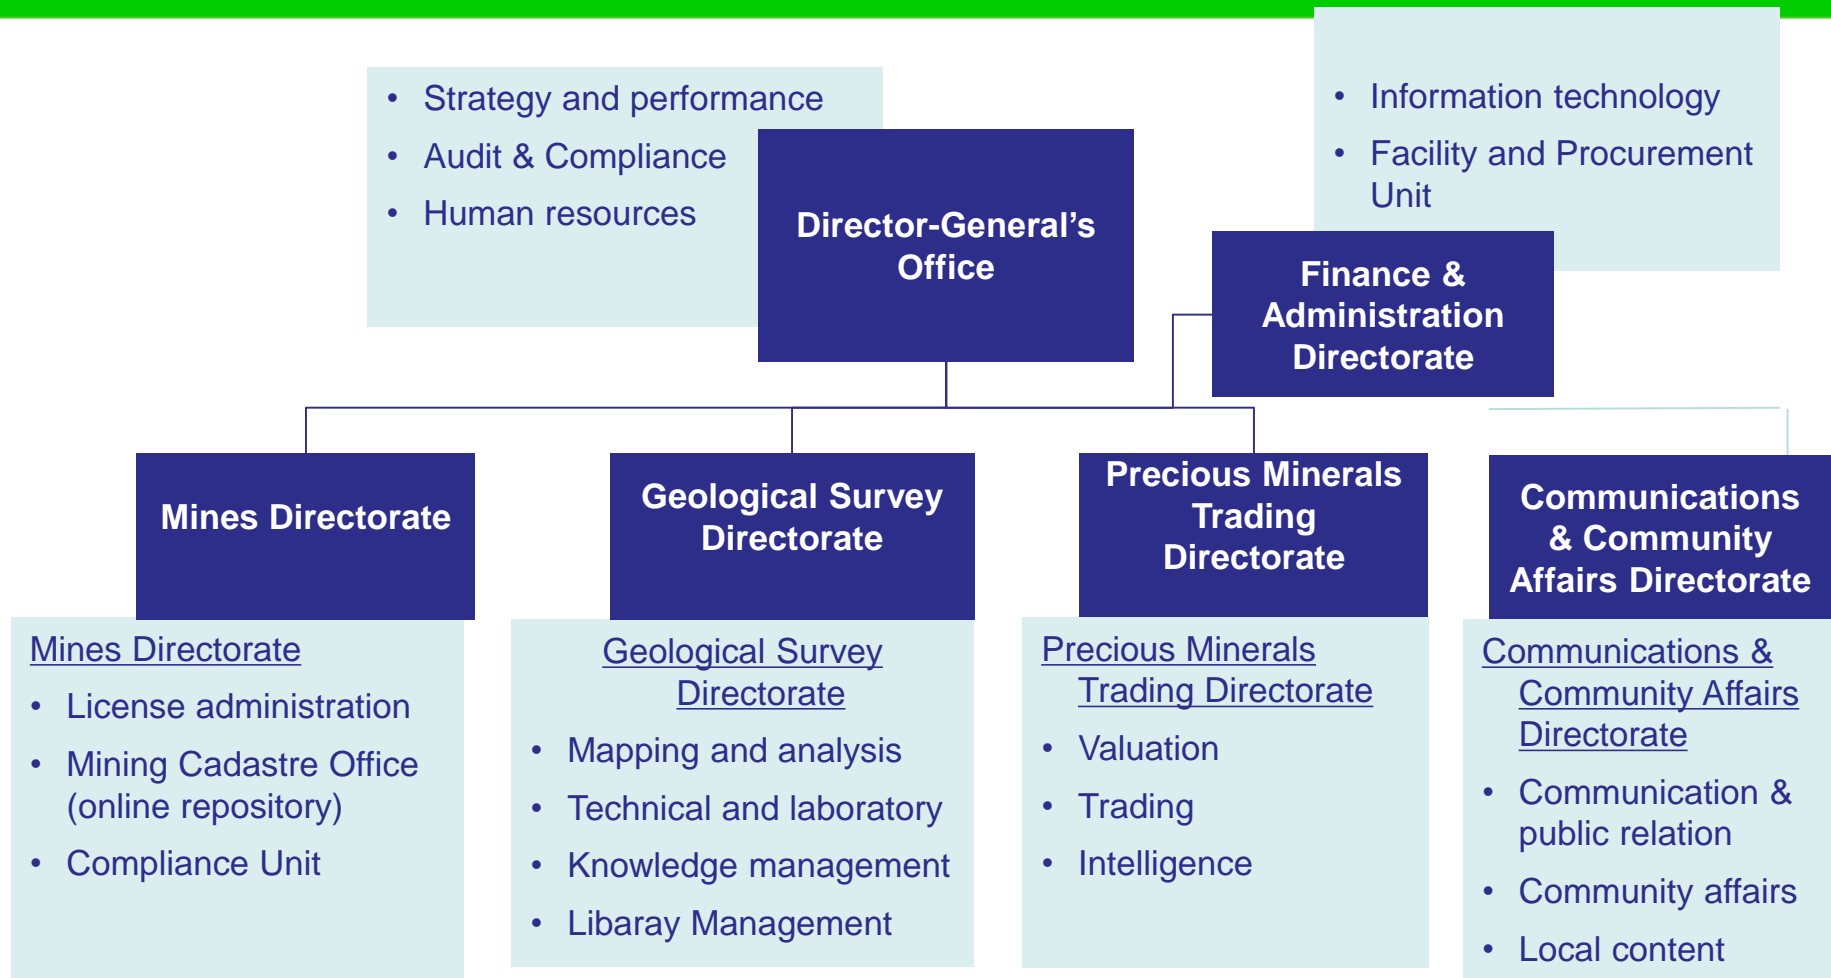 • Strategy and performance
• Audit & Compliance
• Human resources
Director-General’s
Office
• Information technology
• Facility and Procurement
Unit
Finance &
Administration
Directorate
Mines Directorate
Geological Survey
Directorate
Precious Minerals
Trading
Directorate
Communications
& Community
Affairs Directorate
Mines Directorate
• License administration
• Mining Cadastre Office
(online repository)
• Compliance Unit
Geological Survey
Directorate
• Mapping and analysis
• Technical and laboratory
• Knowledge management
• Libaray Management
Precious Minerals
Trading Directorate
• Valuation
• Trading
• Intelligence
Communications &
Community Affairs
Directorate
• Communication &
public relation
• Community affairs
• Local content